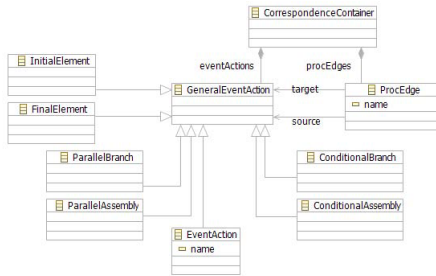 CorrespondenceContainer
eventActions
procEdges
InitialElement
GeneralEventAction
target
ProcEdge
name
FinalElement
source
ParallelBranch
ConditionalBranch
ParallelAssembly
ConditionalAssembly
EventAction
name